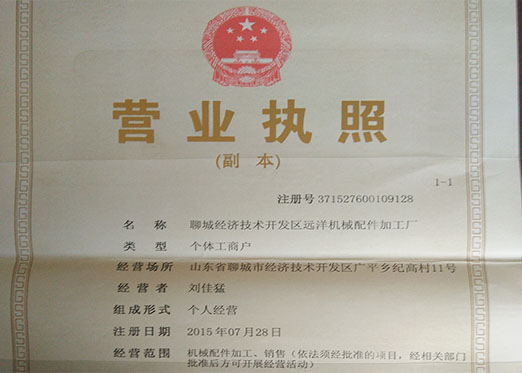 营业执照
(副 本)
1-1
注册号 371527600109128
名 称 聊城经济技术开发区远洋机械配件加工厂
类 型 个体工商户
经营场所 山东省聊城市经济技术开发区广平乡纪高村11号
经 营 者 刘佳猛
组成形式 个人经营
注册日期 2015年07月28日
经营范围 机械配件加工、销售（依法须经批准的项目，经相关部门
批准后方可开展经营活动）